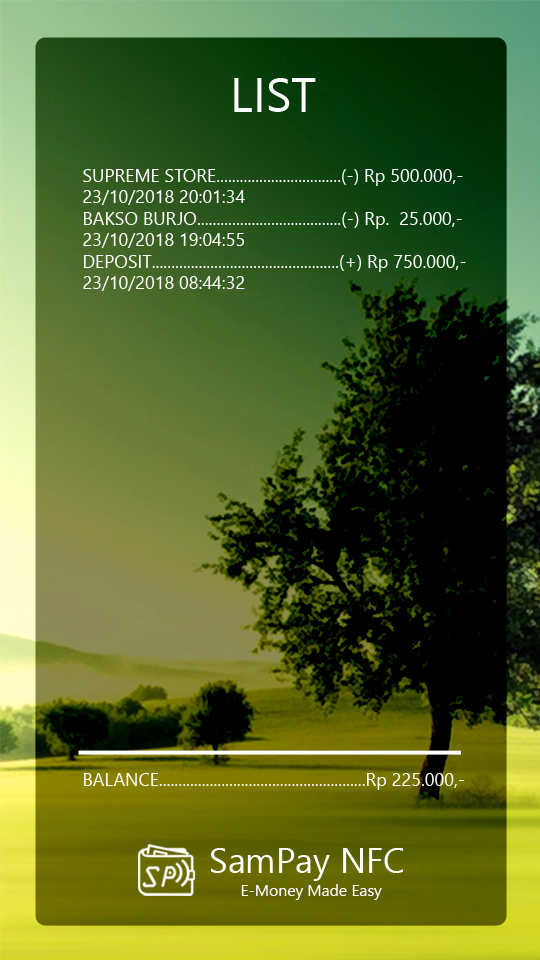 LIST
SUPREME STORE................................(-) Rp 500.000,-
23/10/2018 20:01:34
BAKSO BURJO.....................................(-) Rp.  25.000,-
23/10/2018 19:04:55
DEPOSIT................................................(+) Rp 750.000,-
23/10/2018 08:44:32
BALANCE.....................................................Rp 225.000,-
SP
SamPay NFC
E-Money Made Easy